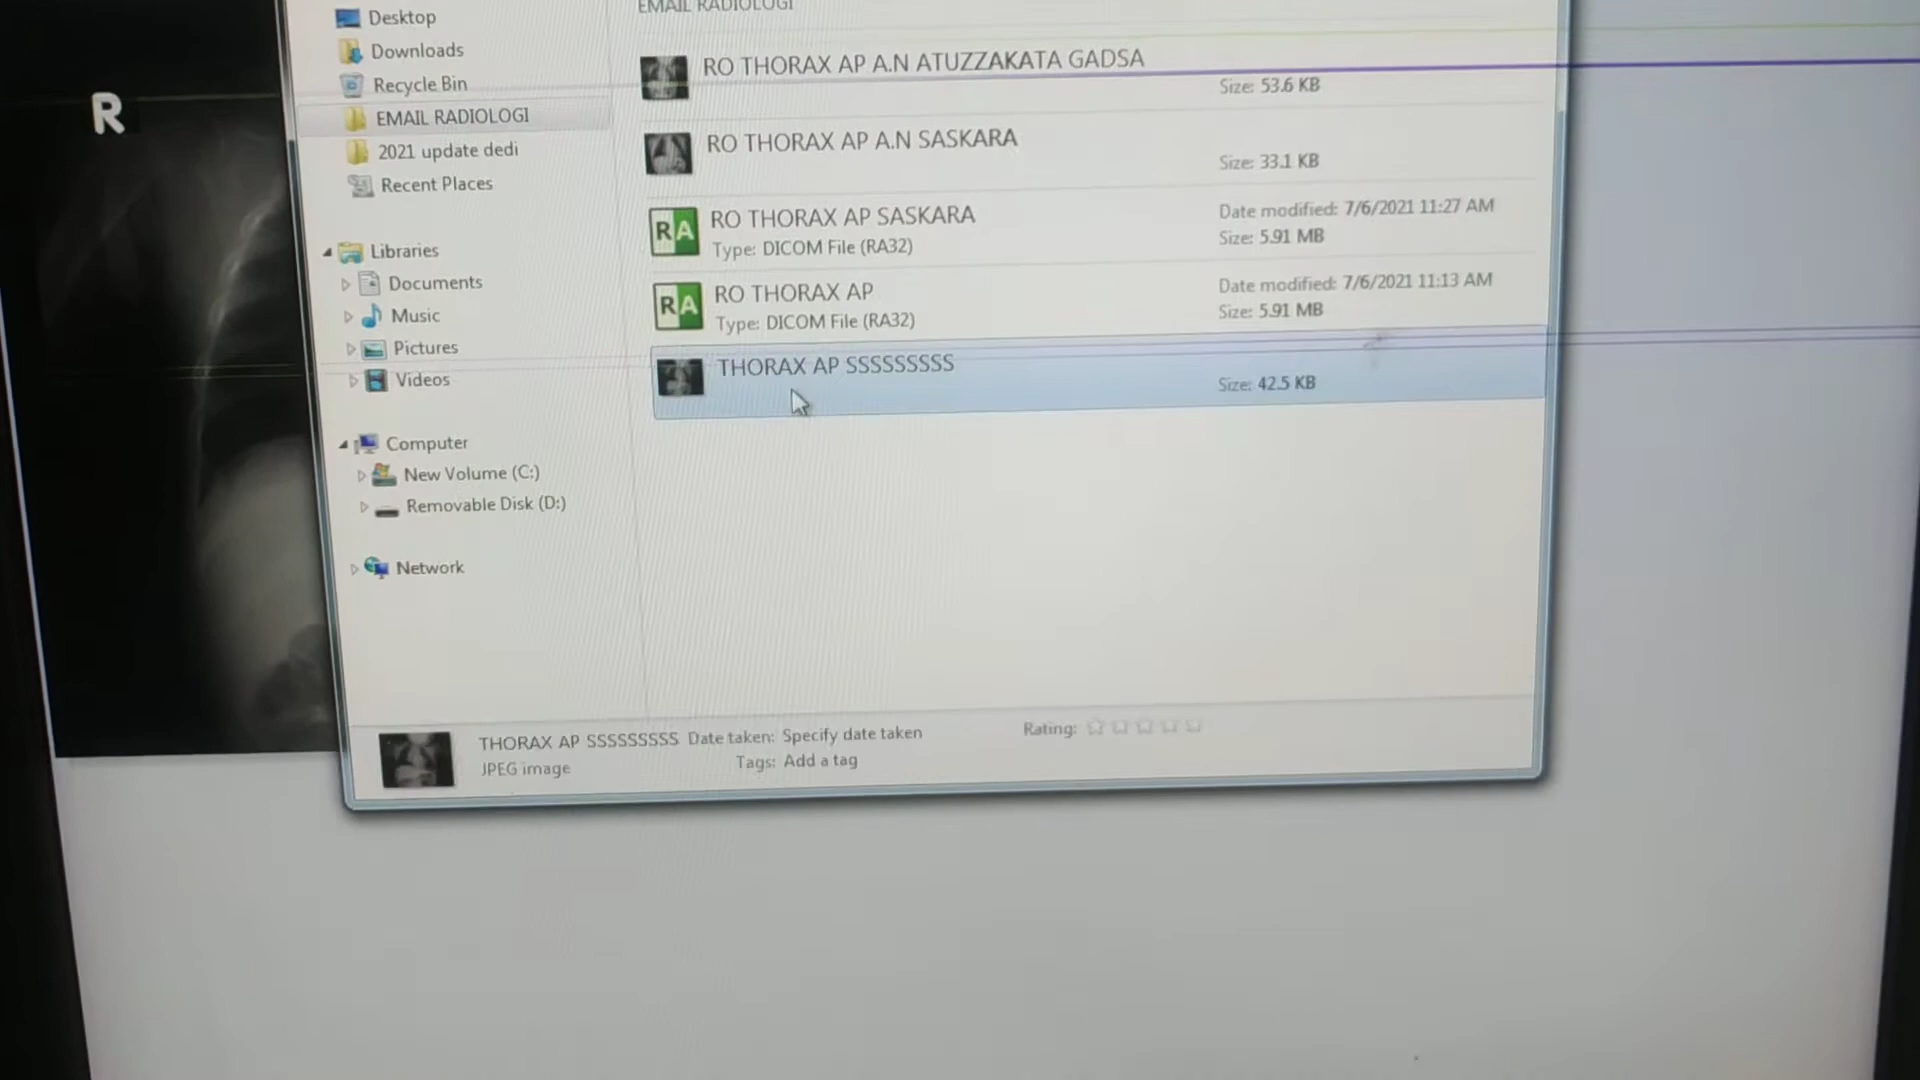 R
Desktop
Downloads
Recycle Bin
EMAIL RADIOLOGI
2021 update dedi
Recent Places
Libraries
Documents
Music
Pictures
Videos
Computer
New Volume (C:)
Removable Disk (D:)
Network
EMAIL RADIOLOGI
RO THORAX AP A.N ATUZZAKATA GADSA
Size: 53.6 KB
RO THORAX AP A.N SASKARA
Size: 33.1 KB
RA RO THORAX AP SASKARA Date modified: 7/6/2021 11:27 AM
Type: DICOM File (RA32) Size: 5.91 MB
RA RO THORAX AP Date modified: 7/6/2021 11:13 AM
Type: DICOM File (RA32) Size: 5.91 MB
THORAX AP SSSSSSSSS
Size: 42.5 KB
THORAX AP SSSSSSSSS Date taken: Specify date taken Rating:
JPEG image Tags: Add a tag